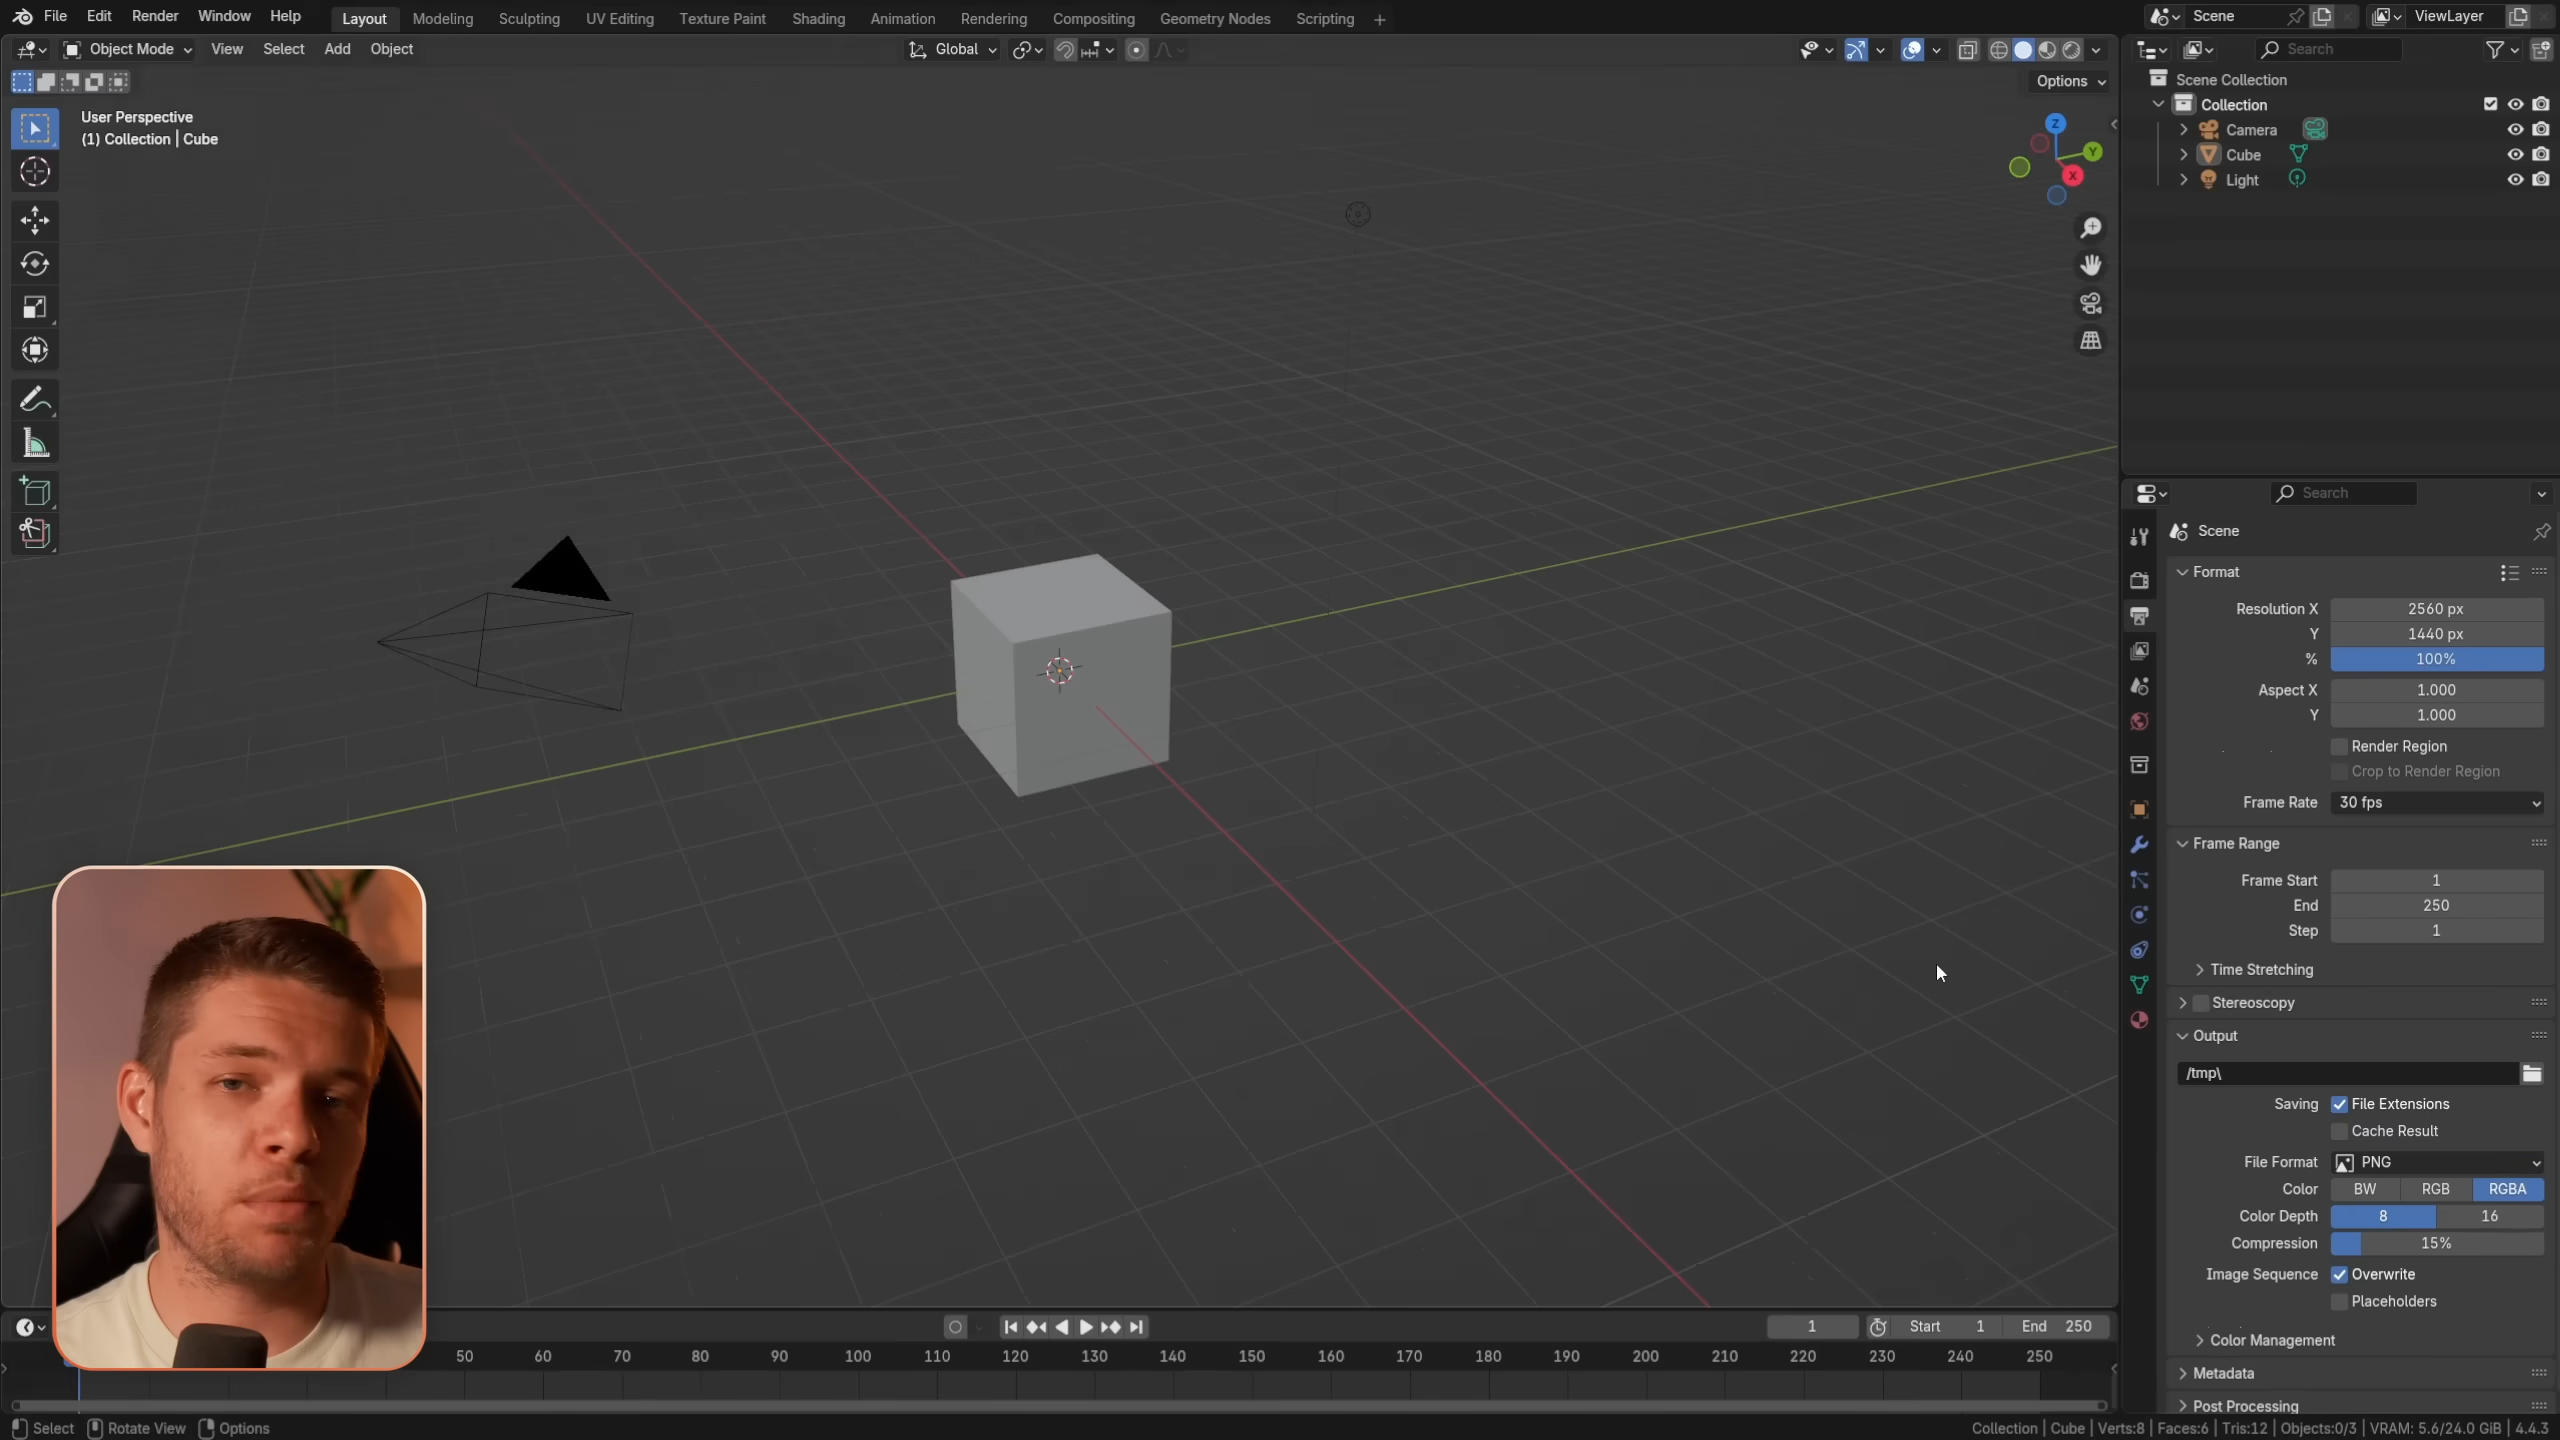 File Edit Render Window Help Layout Modeling Sculpting UV Editing Texture Paint Shading Animation Rendering Compositing Geometry Nodes Scripting + Scene ViewLayer
Object Mode View Select Add Object Global Search
Options
User Perspective
(1) Collection | Cube
Z
Y
X
Scene Collection
Collection
Camera
Cube
Light
Search
Scene
Format
Resolution X 2560 px
Y 1440 px
% 100%
Aspect X 1.000
Y 1.000
Render Region
Crop to Render Region
Frame Rate 30 fps
Frame Range
Frame Start 1
End 250
Step 1
Time Stretching
Stereoscopy
Output
/tmp\
Saving File Extensions
Cache Result
File Format PNG
Color BW RGB RGBA
Color Depth 8 16
Compression 15%
Image Sequence Overwrite
Placeholders
Color Management
Metadata
Post Processing
1 Start 1 End 250
50 60 70 80 90 100 110 120 130 140 150 160 170 180 190 200 210 220 230 240 250
Select Rotate View Options
Collection | Cube | Verts:8 | Faces:6 | Tris:12 | Objects:0/3 | VRAM: 5.6/24.0 GiB | 4.4.3